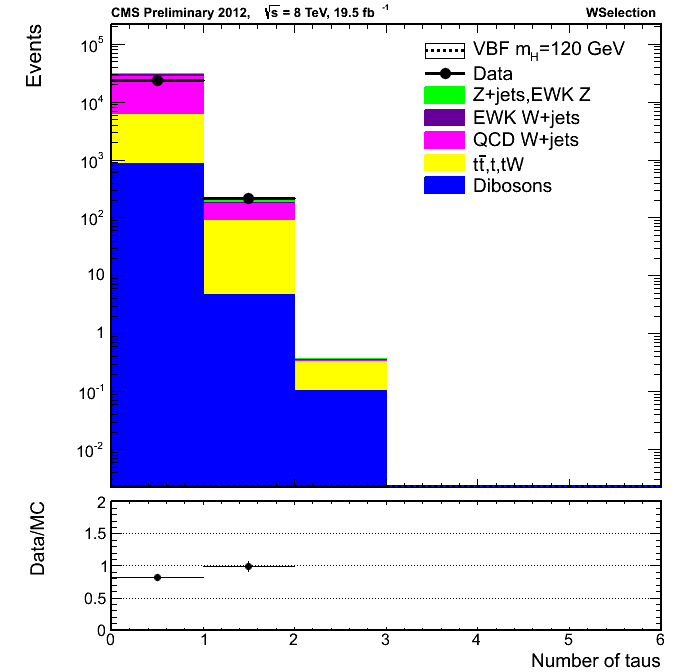 CMS Preliminary 2012, √s = 8 TeV, 19.5 fb⁻¹ WSelection
Events
10⁵
10⁴
10³
10²
10
1
10⁻¹
10⁻²
VBF m_H=120 GeV
Data
Z+jets,EWK Z
EWK W+jets
QCD W+jets
tt̄,t,tW
Dibosons
Data/MC
2
1.5
1
0.5
0
0 1 2 3 4 5 6
Number of taus